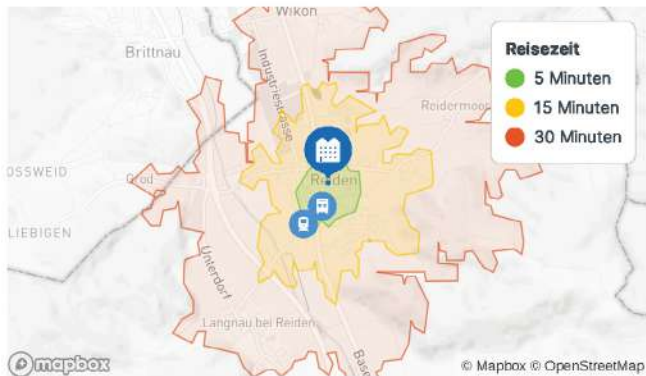 Wikon
Brittnau
Industriestrasse
Reisezeit
5 Minuten
15 Minuten
30 Minuten
Reidermoos
OSSWEID
Grod
Reiden
LIEBIGEN
Unterdorf
Langnau bei Reiden
Base
mapbox
© Mapbox © OpenStreetMap